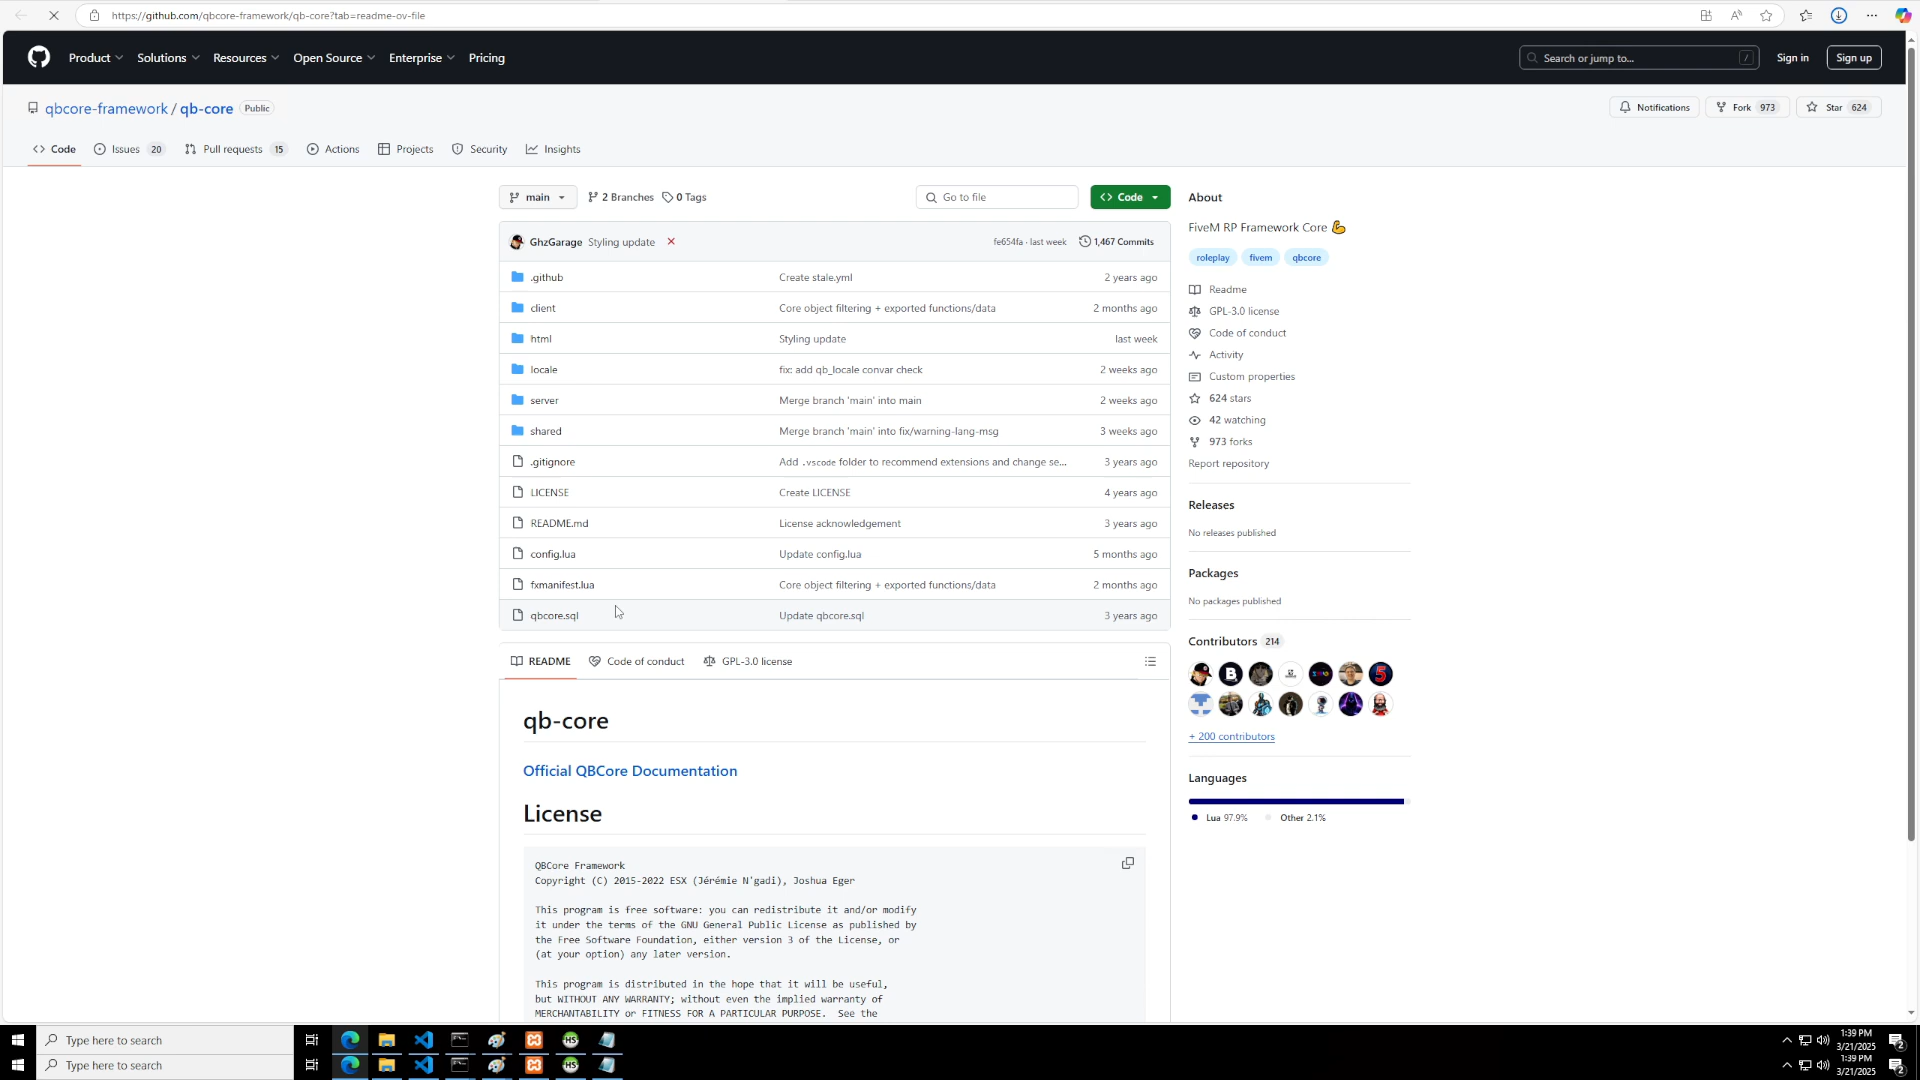 https://github.com/qbcore-framework/qb-core?tab=readme-ov-file
Product Solutions Resources Open Source Enterprise Pricing Search or jump to... / Sign in Sign up
qbcore-framework / qb-core Public Notifications Fork 973 Star 624
Code Issues 20 Pull requests 15 Actions Projects Security Insights
main 2 Branches 0 Tags Go to file Code
GhzGarage Styling update fe654fa · last week 1,467 Commits
.github Create stale.yml 2 years ago
client Core object filtering + exported functions/data 2 months ago
html Styling update last week
locale fix: add qb_locale convar check 2 weeks ago
server Merge branch 'main' into main 2 weeks ago
shared Merge branch 'main' into fix/warning-lang-msg 3 weeks ago
.gitignore Add .vscode folder to recommend extensions and change se... 3 years ago
LICENSE Create LICENSE 4 years ago
README.md License acknowledgement 3 years ago
config.lua Update config.lua 5 months ago
fxmanifest.lua Core object filtering + exported functions/data 2 months ago
qbcore.sql Update qbcore.sql 3 years ago
README Code of conduct GPL-3.0 license
qb-core
Official QBCore Documentation
License
QBCore Framework
Copyright (C) 2015-2022 ESX (Jérémie N'gadi), Joshua Eger
This program is free software: you can redistribute it and/or modify
it under the terms of the GNU General Public License as published by
the Free Software Foundation, either version 3 of the License, or
(at your option) any later version.
This program is distributed in the hope that it will be useful,
but WITHOUT ANY WARRANTY; without even the implied warranty of
MERCHANTABILITY or FITNESS FOR A PARTICULAR PURPOSE. See the
About
FiveM RP Framework Core
roleplay fivem qbcore
Readme
GPL-3.0 license
Code of conduct
Activity
Custom properties
624 stars
42 watching
973 forks
Report repository
Releases
No releases published
Packages
No packages published
Contributors 214
+ 200 contributors
Languages
Lua 97.9% Other 2.1%
Type here to search 1:39 PM
3/21/2025
Type here to search 1:39 PM
3/21/2025